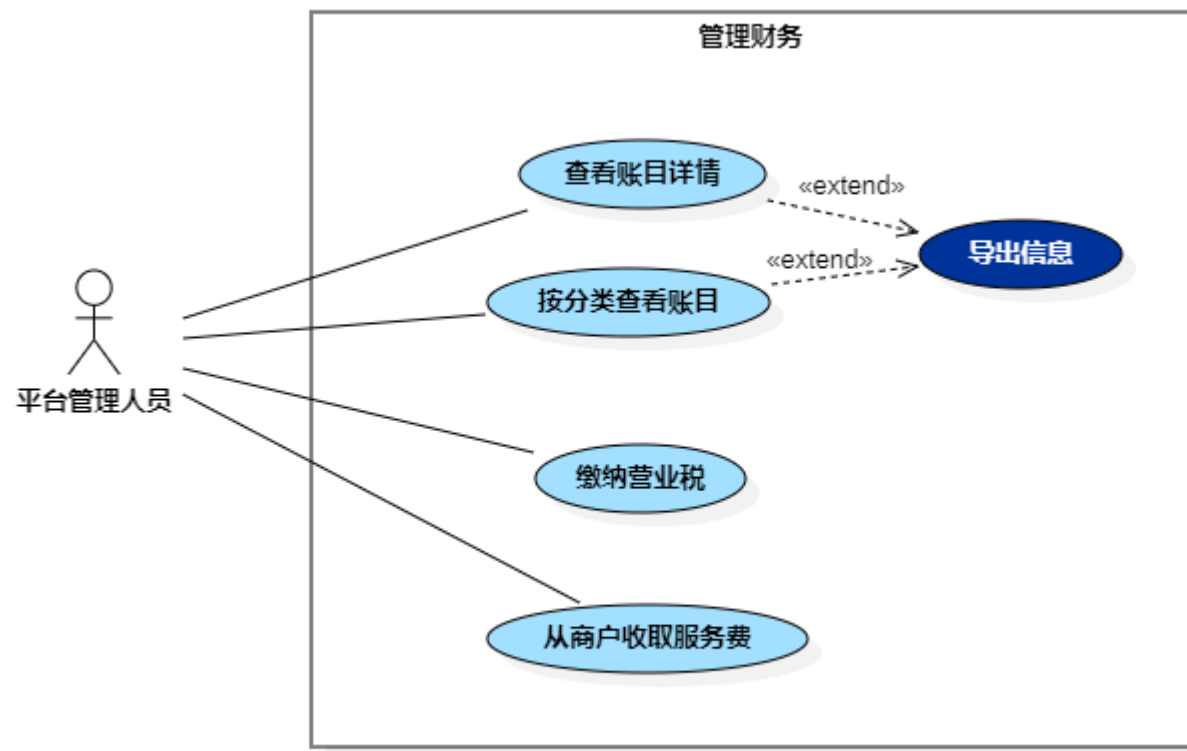 管理财务
查看账目详情
«extend»
导出信息
«extend»
按分类查看账目
平台管理人员
缴纳营业税
从商户收取服务费